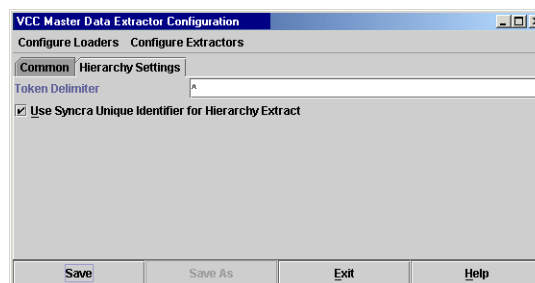 VCC Master Data Extractor Configuration
Configure Loaders Configure Extractors
Common Hierarchy Settings
Token Delimiter ^
Use Syncra Unique Identifier for Hierarchy Extract
Save Save As Exit Help